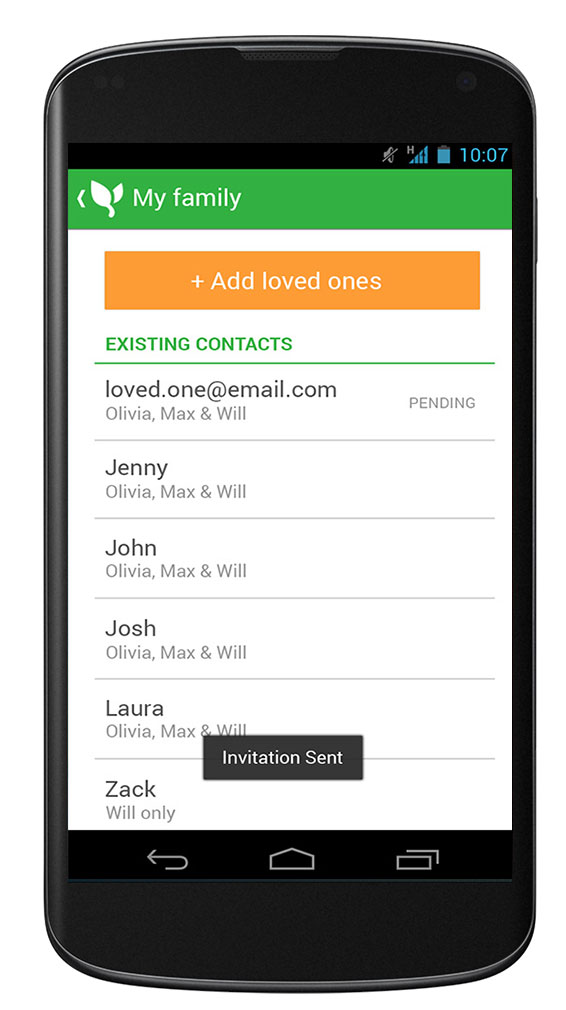 H 10:07
My family
+ Add loved ones
EXISTING CONTACTS
loved.one@email.com
Olivia, Max & Will
PENDING
Jenny
Olivia, Max & Will
John
Olivia, Max & Will
Josh
Olivia, Max & Will
Laura
Olivia, Max & Will
Invitation Sent
Zack
Will only